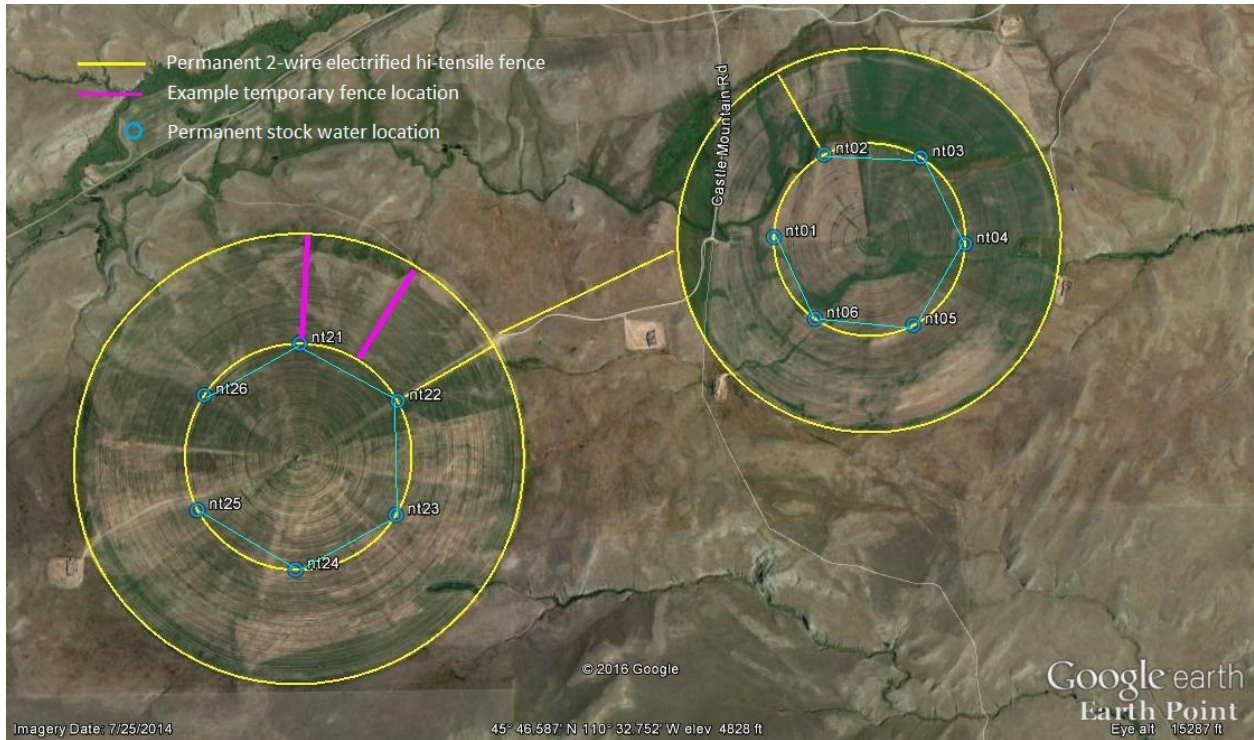 Permanent 2-wire electrified hi-tensile fence
Example temporary fence location
Permanent stock water location
Castle Mountain Rd
nt02
nt03
nt01
nt04
nt06
nt05
nt21
nt22
nt26
nt25
nt23
nt24
© 2016 Google
Google earth
Earth Point
Imagery Date: 7/25/2014
45° 46.587' N 110° 32.752' W elev 4828 ft
Eye alt 15287 ft